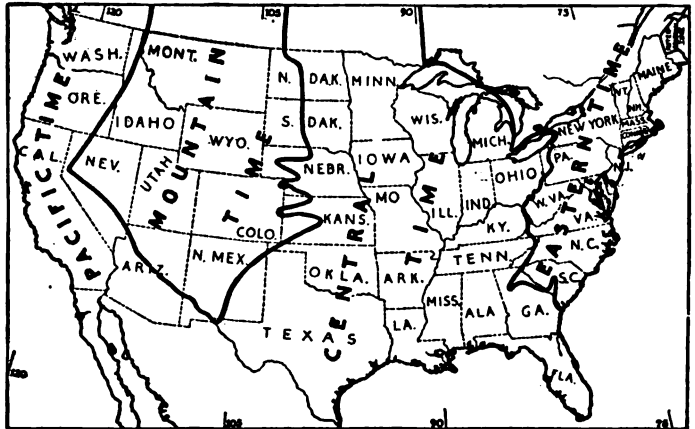 120
105
90
75
WASH.
MONT.
N. DAK.
MINN.
MAINE
ORE.
IDAHO
WYO.
S. DAK.
WIS.
MICH.
VT.
N.H.
MASS.
NEW YORK
CAL.
NEV.
UTAH
COLO.
NEBR.
IOWA
ILL.
IND.
OHIO
PA.
N.J.
KANS.
MO
KY.
W.VA.
VA.
ARIZ.
N. MEX.
OKLA.
ARK.
TENN.
N.C.
S.C.
TEXAS
LA.
MISS.
ALA
GA.
FLA.
PACIFIC TIME
MOUNTAIN TIME
CENTRAL TIME
EASTERN TIME
120
105
90